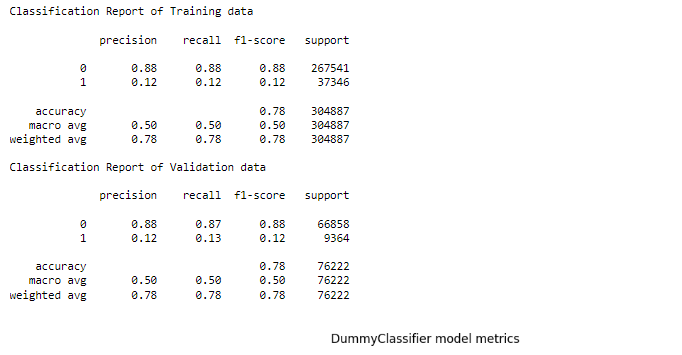 Classification Report of Training data
precision recall f1-score support
0 0.88 0.88 0.88 267541
1 0.12 0.12 0.12 37346
accuracy 0.78 304887
macro avg 0.50 0.50 0.50 304887
weighted avg 0.78 0.78 0.78 304887
Classification Report of Validation data
precision recall f1-score support
0 0.88 0.87 0.88 66858
1 0.12 0.13 0.12 9364
accuracy 0.78 76222
macro avg 0.50 0.50 0.50 76222
weighted avg 0.78 0.78 0.78 76222
DummyClassifier model metrics